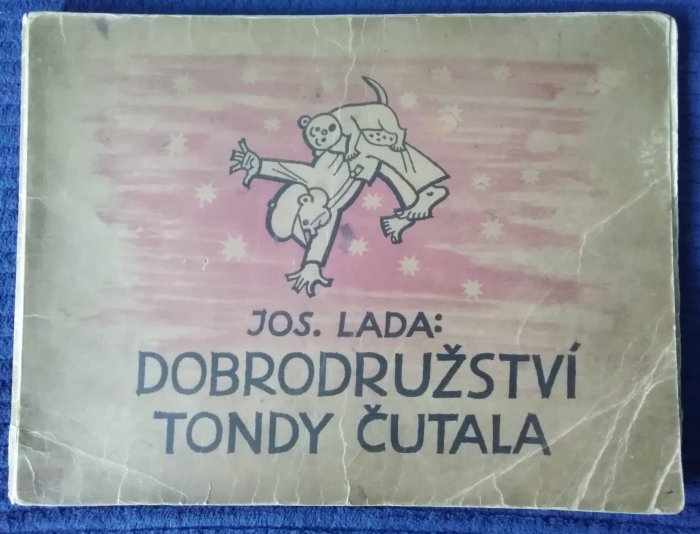 JOS. LADA:
DOBRODRUŽSTVÍ
TONDY ČUTALA